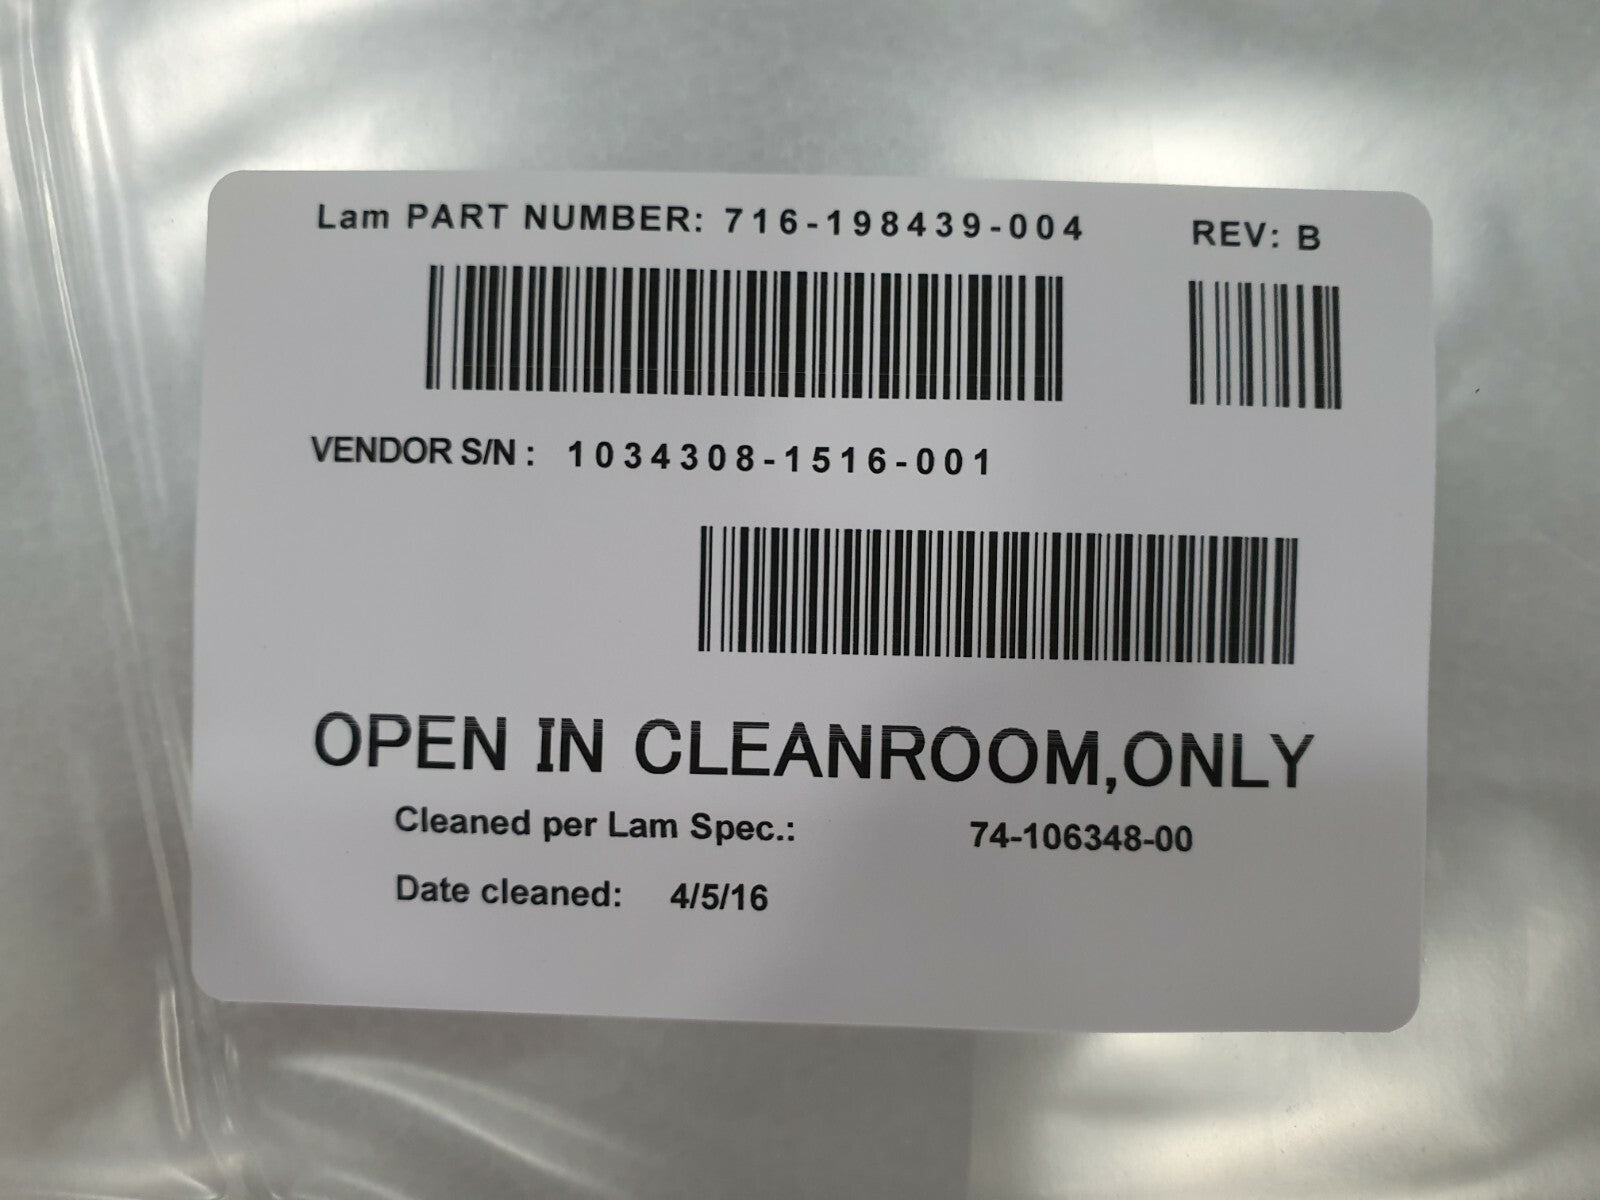 Lam PART NUMBER: 716-198439-004 REV: B
VENDOR S/N: 1034308-1516-001
OPEN IN CLEANROOM,ONLY
Cleaned per Lam Spec.: 74-106348-00
Date cleaned: 4/5/16